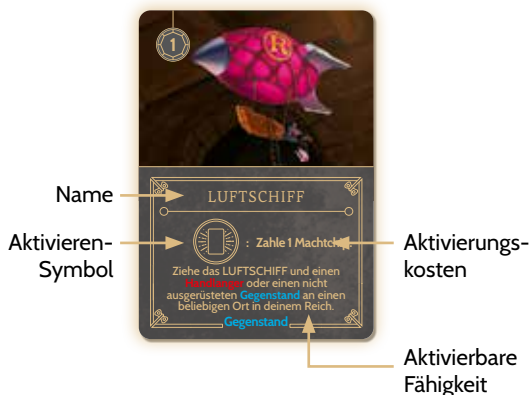 1
R
Name
LUFTSCHIFF
Aktivieren-
Symbol
: Zahle 1 Machtchip
Aktivierungs-
kosten
Ziehe das LUFTSCHIFF und einen
Handlanger oder einen nicht
ausgerüsteten Gegenstand an einen
beliebigen Ort in deinem Reich.
Gegenstand
Aktivierbare
Fähigkeit